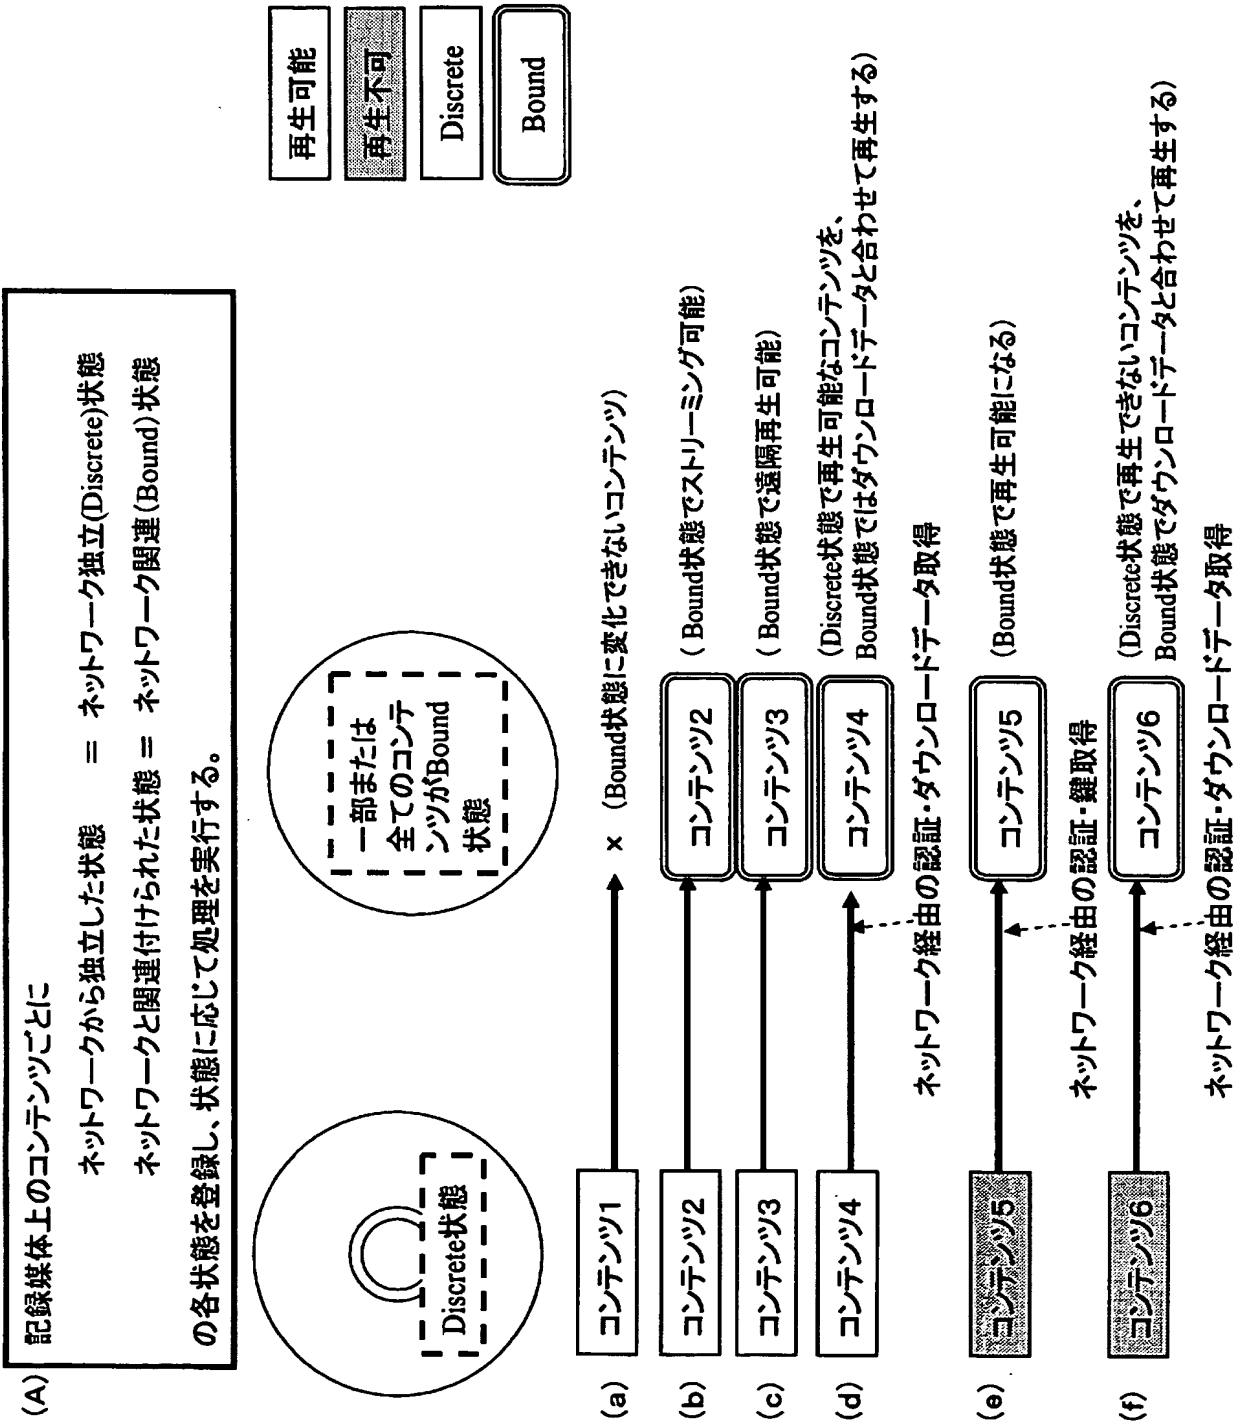 (A)
記録媒体上のコンテンツごとに
ネットワークから独立した状態 = ネットワーク独立(Discrete)状態
ネットワークと関連付けられた状態 = ネットワーク関連(Bound)状態
の各状態を登録し、状態に応じて処理を実行する。
Discrete状態
一部または
全てのコンテ
ンツがBound
状態
再生可能
再生不可
Discrete
Bound
(a) コンテンツ1 × (Bound状態に変化できないコンテンツ)
(b) コンテンツ2 コンテンツ2 (Bound状態でストリーミング可能)
(c) コンテンツ3 コンテンツ3 (Bound状態で遠隔再生可能)
(d) コンテンツ4 コンテンツ4 (Discrete状態で再生可能なコンテンツを、
Bound状態ではダウンロードデータと合わせて再生する)
ネットワーク経由の認証・ダウンロードデータ取得
(e) コンテンツ5 コンテンツ5 (Bound状態で再生可能になる)
ネットワーク経由の認証・鍵取得
(f) コンテンツ6 コンテンツ6 (Discrete状態で再生できないコンテンツを、
Bound状態でダウンロードデータと合わせて再生する)
ネットワーク経由の認証・ダウンロードデータ取得